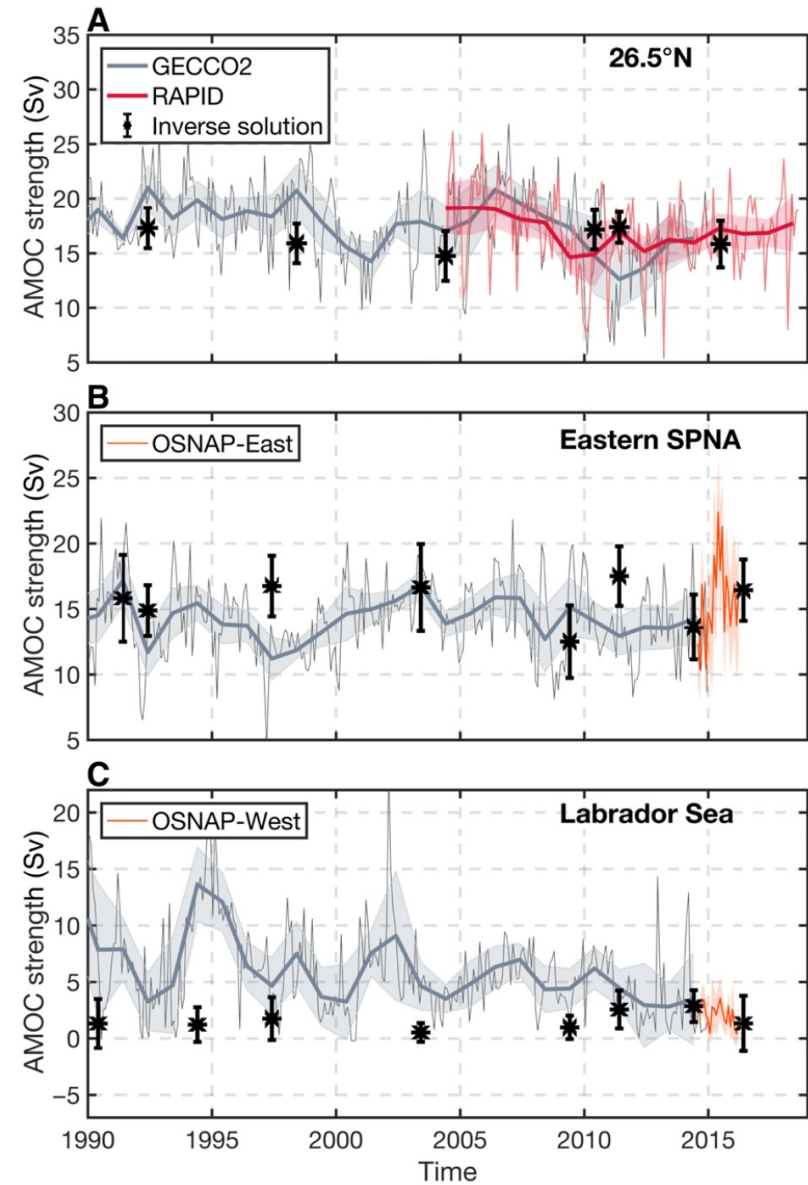 A
35
30
25
20
15
10
5
AMOC strength (Sv)
GECCO2
RAPID
Inverse solution
26.5°N
B
30
25
20
15
10
5
AMOC strength (Sv)
OSNAP-East
Eastern SPNA
C
20
15
10
5
0
−5
AMOC strength (Sv)
OSNAP-West
Labrador Sea
1990 1995 2000 2005 2010 2015
Time